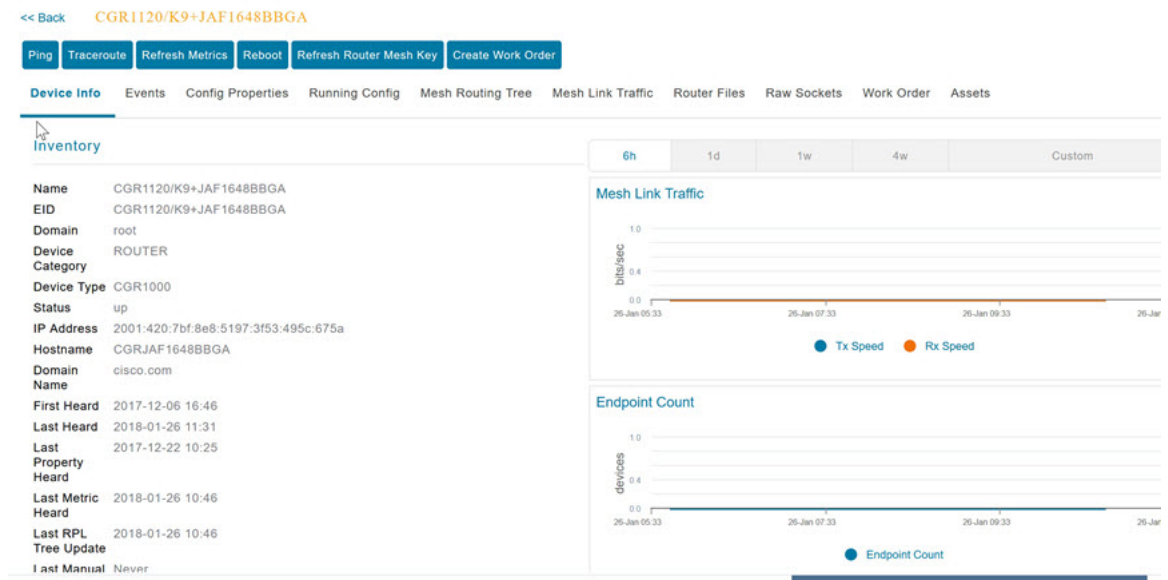 << Back CGR1120/K9+JAF1648BBGA
Ping Traceroute Refresh Metrics Reboot Refresh Router Mesh Key Create Work Order
Device Info Events Config Properties Running Config Mesh Routing Tree Mesh Link Traffic Router Files Raw Sockets Work Order Assets
Inventory
Name CGR1120/K9+JAF1648BBGA
EID CGR1120/K9+JAF1648BBGA
Domain root
Device ROUTER
Category
Device Type CGR1000
Status up
IP Address 2001:420:7bf:8e8:5197:3f53:495c:675a
Hostname CGRJAF1648BBGA
Domain cisco.com
Name
First Heard 2017-12-06 16:46
Last Heard 2018-01-26 11:31
Last 2017-12-22 10:25
Property
Heard
Last Metric 2018-01-26 10:46
Heard
Last RPL 2018-01-26 10:46
Tree Update
Last Manual Never
6h 1d 1w 4w Custom
Mesh Link Traffic
1.0
bits/sec
0.4
0.0
26-Jan 05:33 26-Jan 07:33 26-Jan 09:33 26-Jan
Tx Speed Rx Speed
Endpoint Count
1.0
devices
0.4
0.0
26-Jan 05:33 26-Jan 07:33 26-Jan 09:33 26-Jan
Endpoint Count